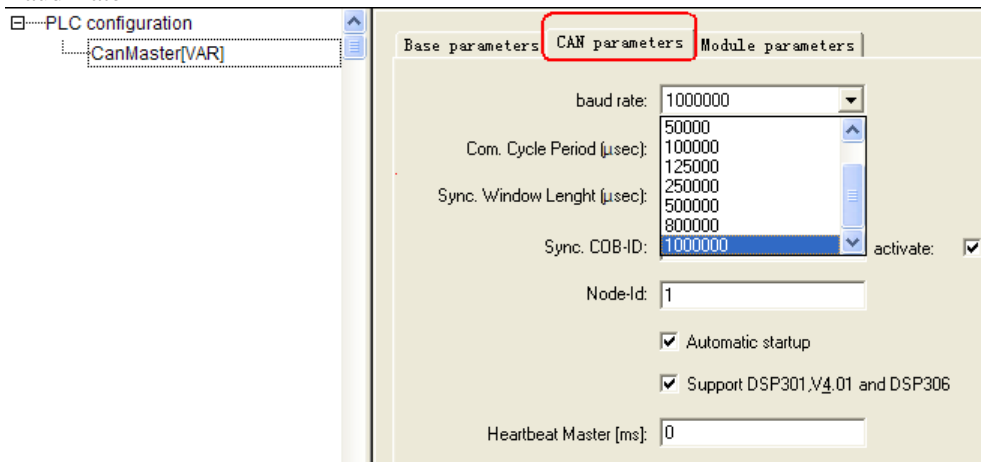 PLC configuration
CanMaster[VAR]
Base parameters CAN parameters Module parameters
baud rate: 1000000
50000
100000
Com. Cycle Period (µsec):
125000
250000
Sync. Window Lenght (µsec):
500000
800000
Sync. COB-ID: 1000000 activate:
Node-Id: 1
Automatic startup
Support DSP301,V4.01 and DSP306
Heartbeat Master [ms]: 0